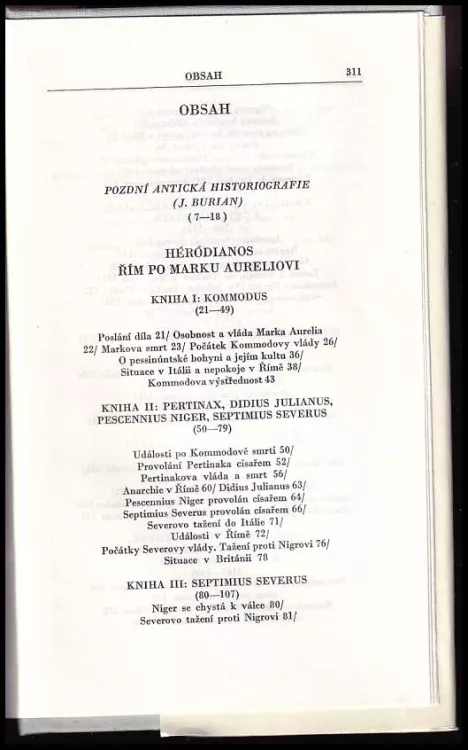 OBSAH 311
OBSAH
POZDNÍ ANTICKÁ HISTORIOGRAFIE
(J. BURIAN)
(7—18)
HÉRÓDIANOS
ŘÍM PO MARKU AURELIOVI
KNIHA I: KOMMODUS
(21—49)
Poslání díla 21/ Osobnost a vláda Marka Aurelia
22/ Markova smrt 23/ Počátek Kommodovy vlády 26/
O pessinúntské bohyni a jejím kultu 36/
Situace v Itálii a nepokoje v Římě 38/
Kommodova výstřednost 43
KNIHA II: PERTINAX, DIDIUS JULIANUS,
PESCENNIUS NIGER, SEPTIMIUS SEVERUS
(50—79)
Události po Kommodově smrti 50/
Provolání Pertinaka císařem 52/
Pertinakova vláda a smrt 56/
Anarchie v Římě 60/ Didius Julianus 63/
Pescennius Niger provolán císařem 64/
Septimius Severus provolán císařem 66/
Severovo tažení do Itálie 71/
Události v Římě 72/
Počátky Severovy vlády. Tažení proti Nigrovi 76/
Situace v Británii 78
KNIHA III: SEPTIMIUS SEVERUS
(80—107)
Niger se chystá k válce 80/
Severovo tažení proti Nigrovi 81/